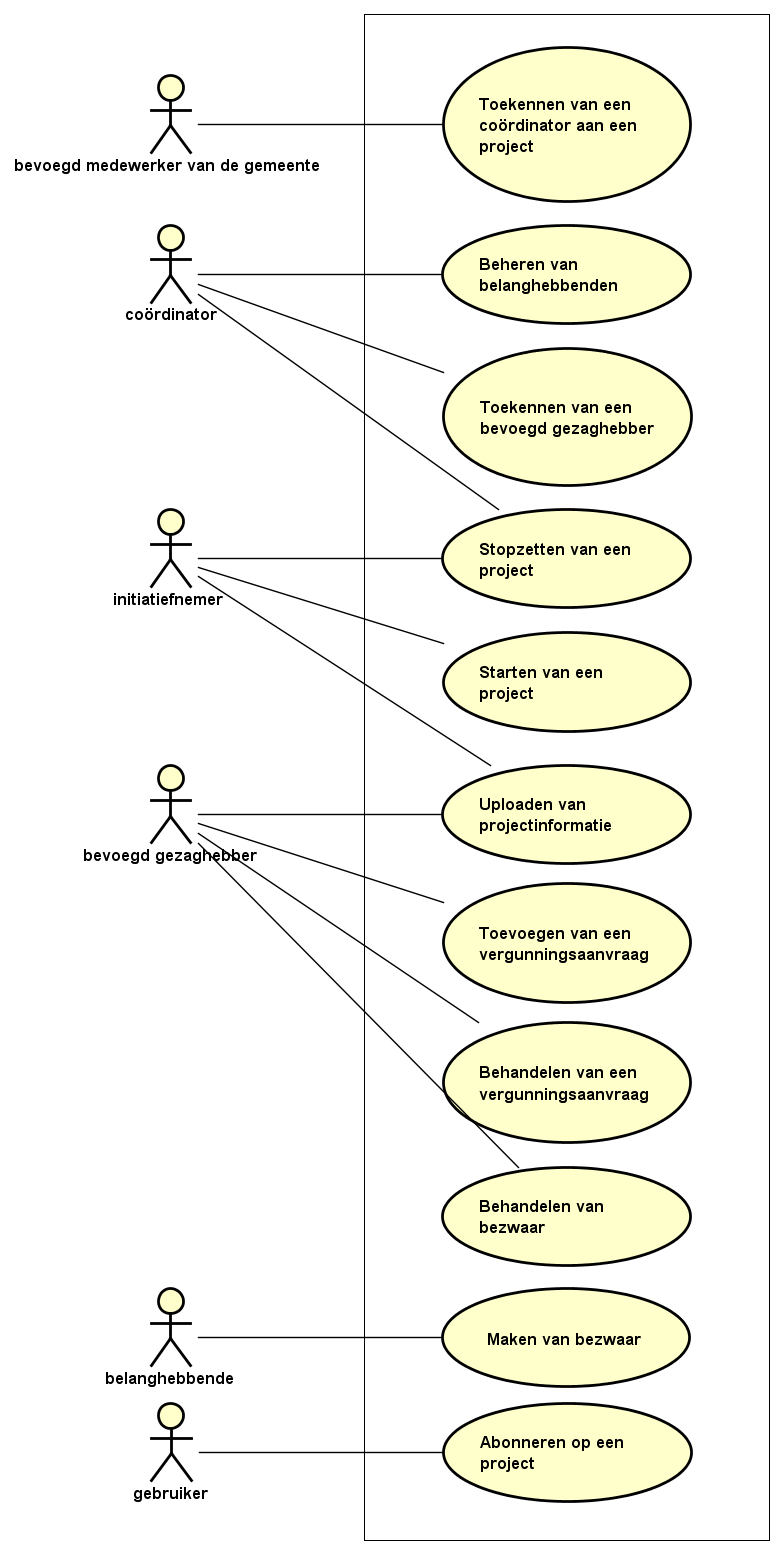 Toekennen van een
coördinator aan een
project
bevoegd medewerker van de gemeente
Beheren van
belanghebbenden
coördinator
Toekennen van een
bevoegd gezaghebber
Stopzetten van een
project
initiatiefnemer
Starten van een
project
Uploaden van
projectinformatie
bevoegd gezaghebber
Toevoegen van een
vergunningsaanvraag
Behandelen van een
vergunningsaanvraag
Behandelen van
bezwaar
Maken van bezwaar
belanghebbende
Abonneren op een
project
gebruiker